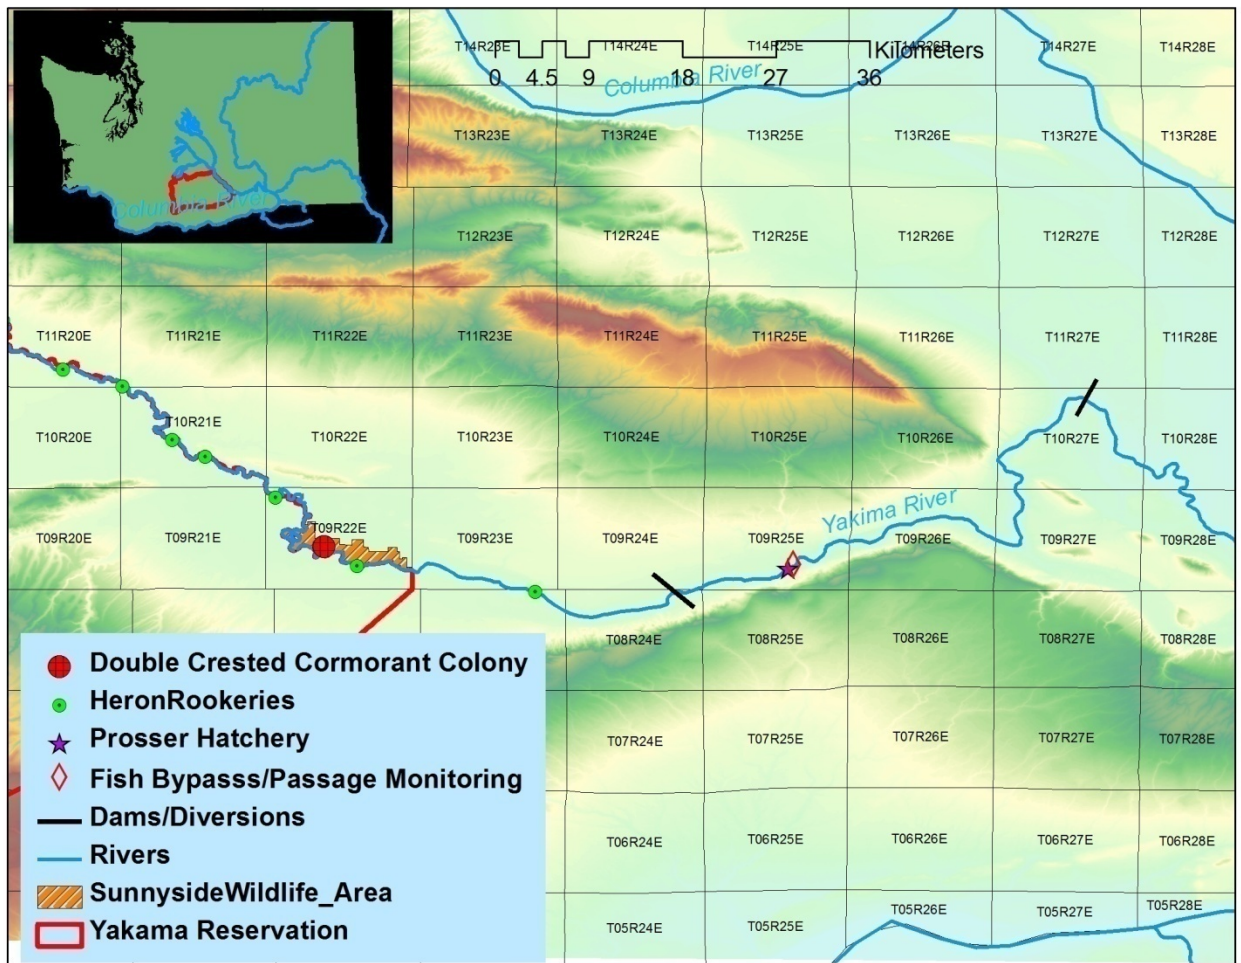 T14R23E T14R24E T14R25E T14R26E T14R27E T14R28E
Kilometers
0 4.5 9 18 27 36
Columbia River
Columbia River
T13R23E T13R24E T13R25E T13R26E T13R27E T13R28E
T12R23E T12R24E T12R25E T12R26E T12R27E T12R28E
T11R20E T11R21E T11R22E T11R23E T11R24E T11R25E T11R26E T11R27E T11R28E
T10R20E T10R21E T10R22E T10R23E T10R24E T10R25E T10R26E T10R27E T10R28E
Yakima River
T09R20E T09R21E T09R22E T09R23E T09R24E T09R25E T09R26E T09R27E T09R28E
T08R24E T08R25E T08R26E T08R27E T08R28E
T07R24E T07R25E T07R26E T07R27E T07R28E
T06R24E T06R25E T06R26E T06R27E T06R28E
T05R24E T05R25E T05R26E T05R27E T05R28E
Double Crested Cormorant Colony
HeronRookeries
Prosser Hatchery
Fish Bypasss/Passage Monitoring
Dams/Diversions
Rivers
SunnysideWildlife_Area
Yakama Reservation